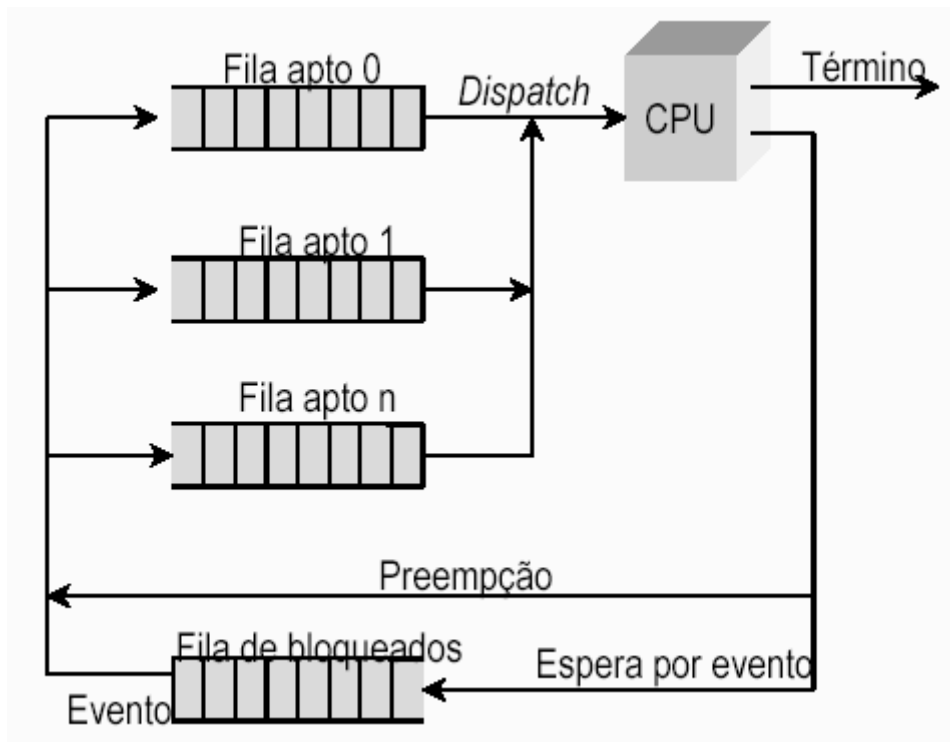 Fila apto 0
Dispatch
CPU
Término
Fila apto 1
Fila apto n
Preempção
Fila de bloqueados
Espera por evento
Evento